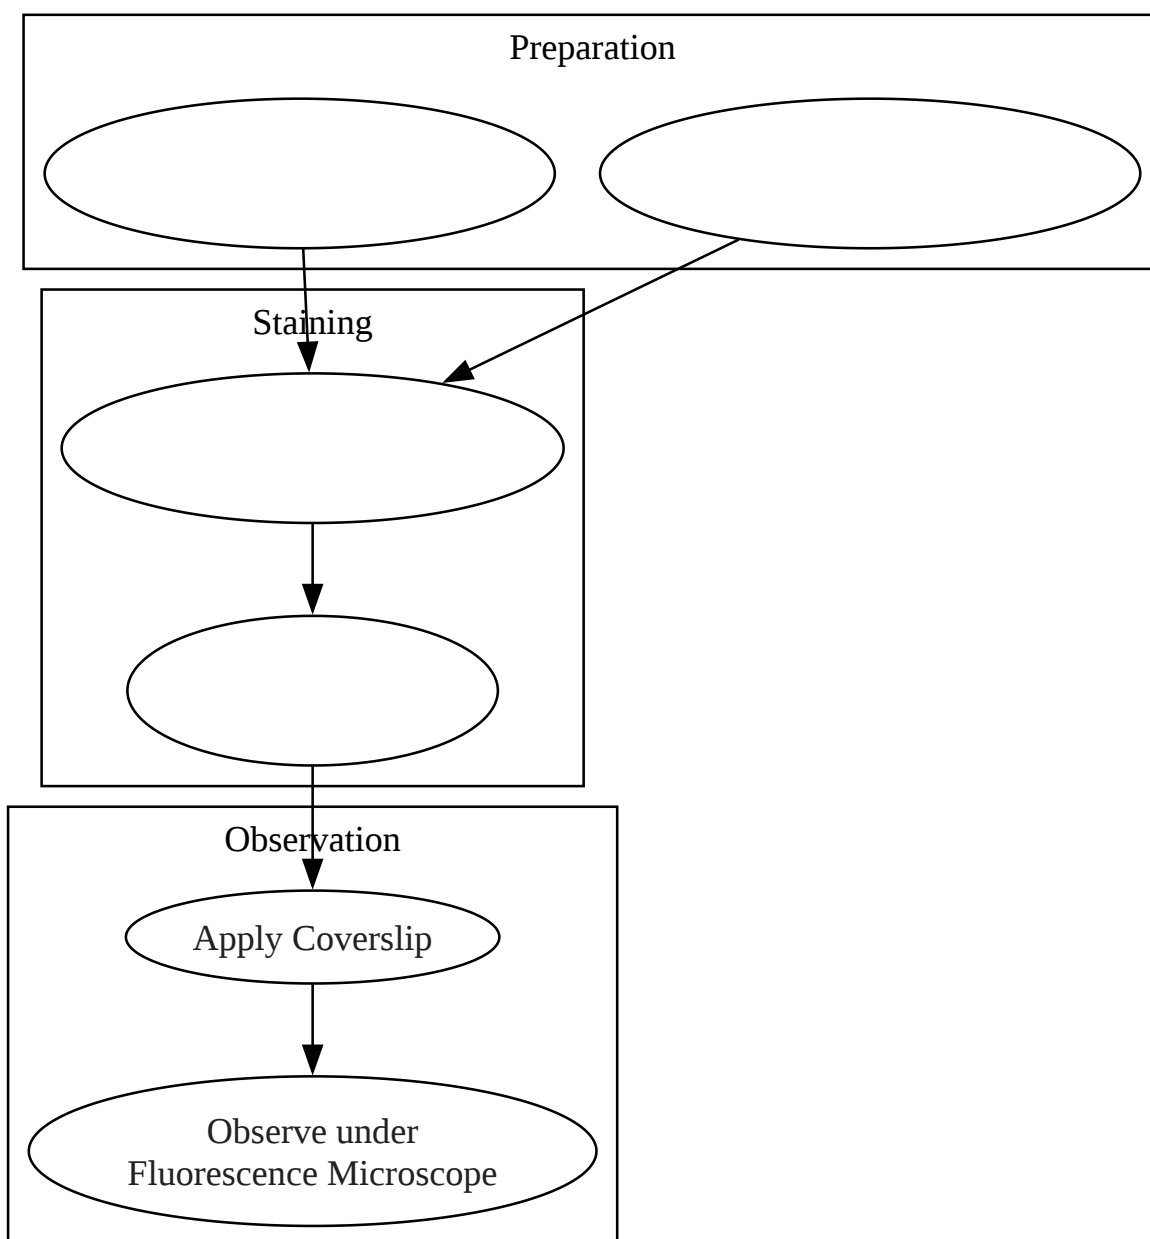 Preparation
Staining
Observation
Apply Coverslip
Observe under
Fluorescence Microscope